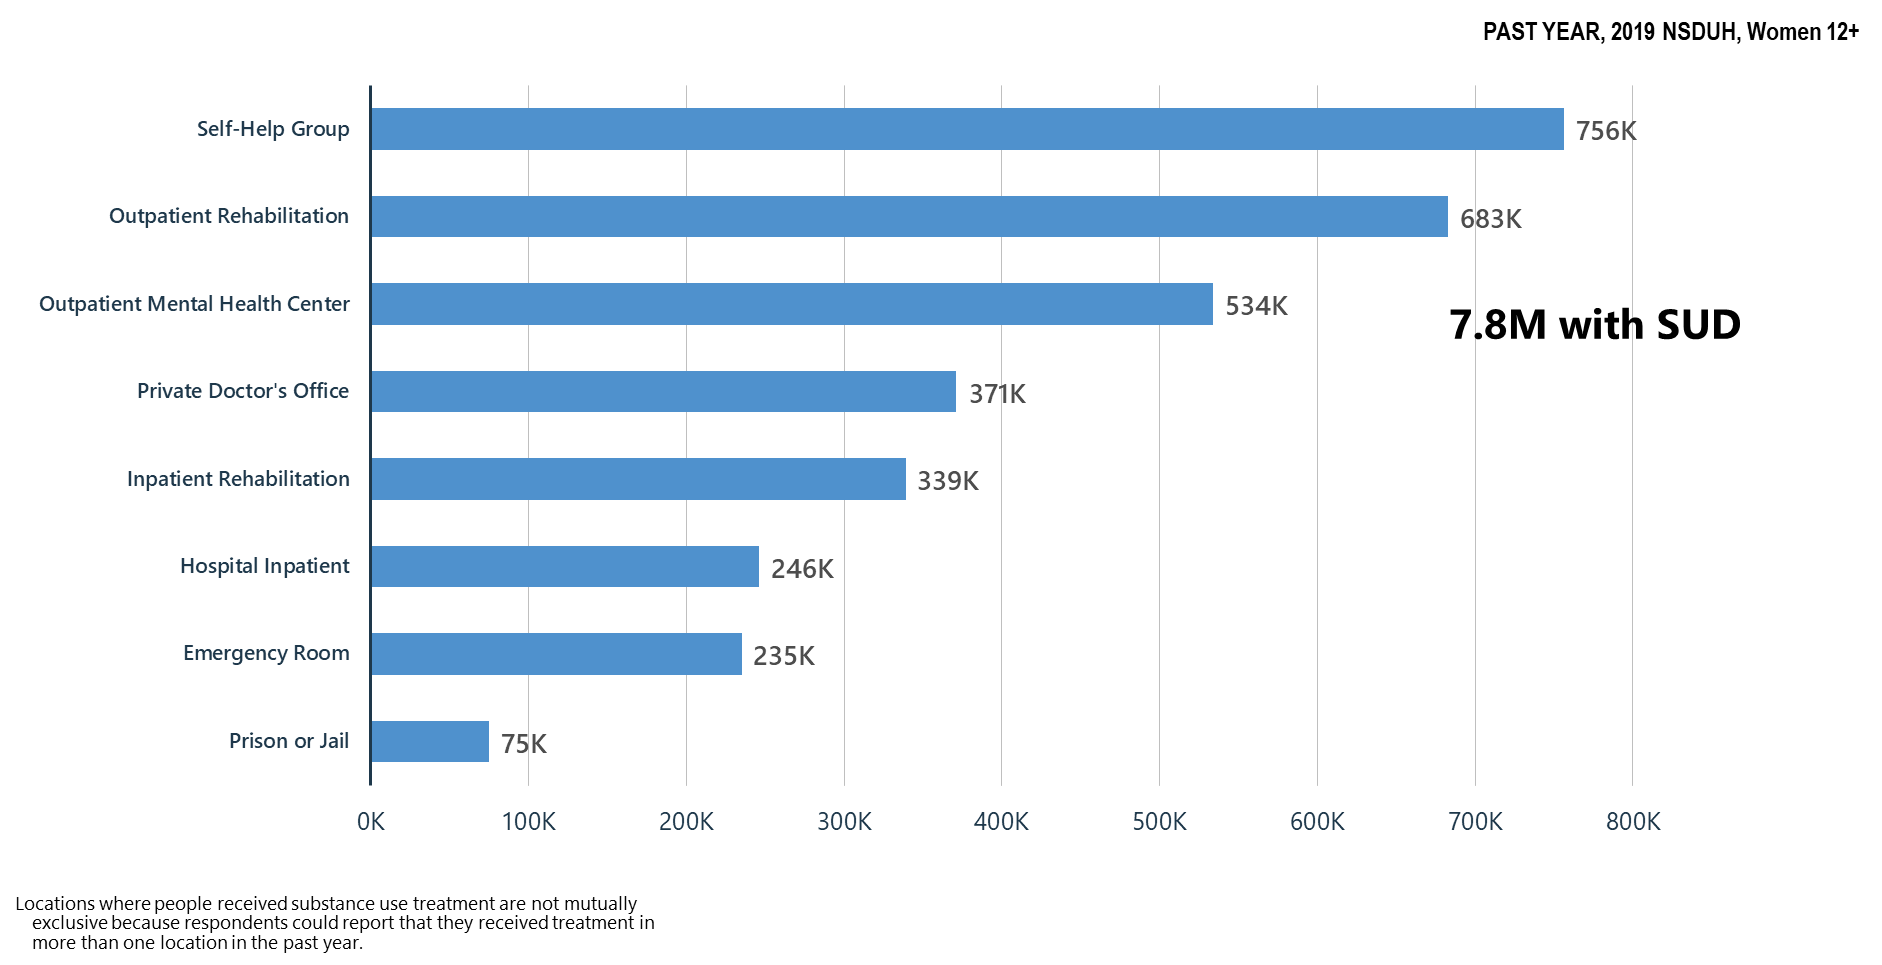 PAST YEAR, 2019 NSDUH, Women 12+
Self-Help Group
756K
Outpatient Rehabilitation
683K
Outpatient Mental Health Center
534K
7.8M with SUD
Private Doctor's Office
371K
Inpatient Rehabilitation
339K
Hospital Inpatient
246K
Emergency Room
235K
Prison or Jail
75K
0K 100K 200K 300K 400K 500K 600K 700K 800K
Locations where people received substance use treatment are not mutually
exclusive because respondents could report that they received treatment in
more than one location in the past year.